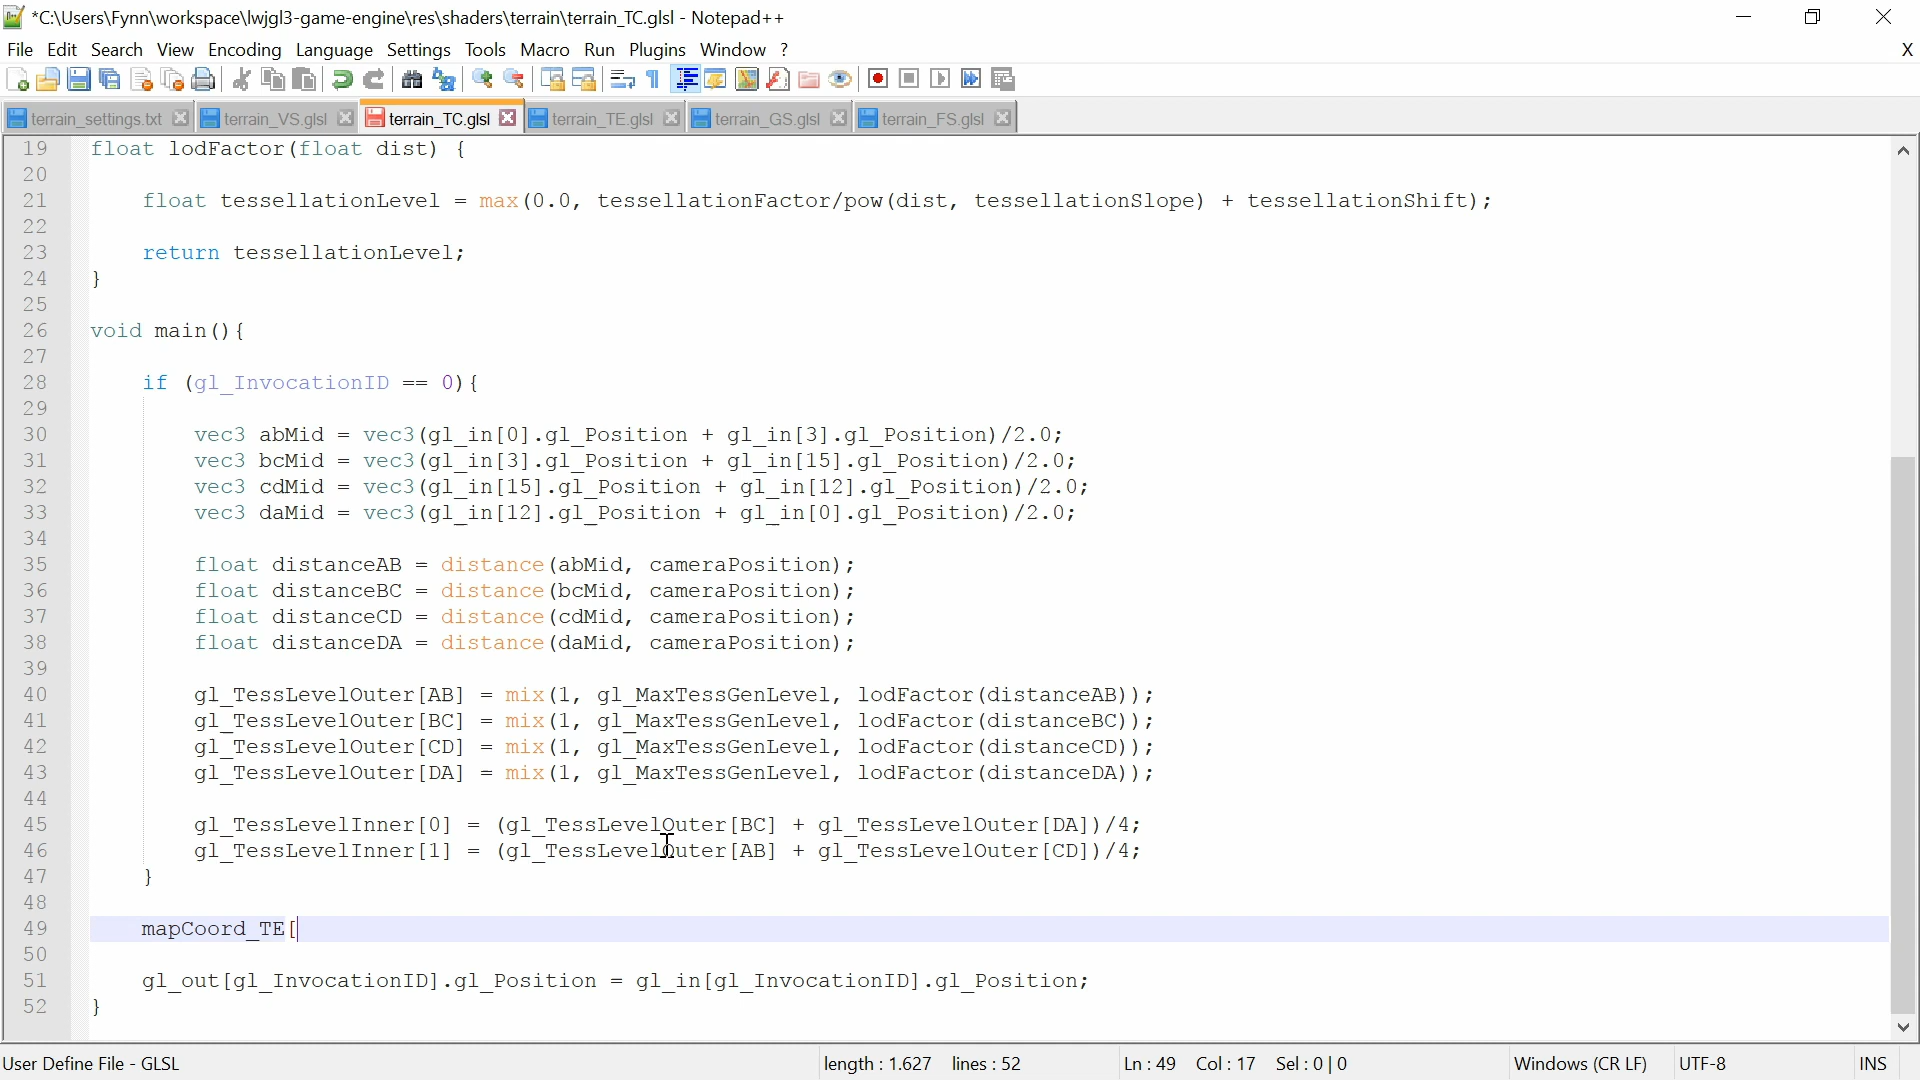 *C:\Users\Fynn\workspace\lwjgl3-game-engine\res\shaders\terrain\terrain_TC.glsl - Notepad++
File Edit Search View Encoding Language Settings Tools Macro Run Plugins Window ? X
terrain_settings.txt terrain_VS.glsl terrain_TC.glsl terrain_TE.glsl terrain_GS.glsl terrain_FS.glsl
19 float lodFactor(float dist) {
20
21 float tessellationLevel = max(0.0, tessellationFactor/pow(dist, tessellationSlope) + tessellationShift);
22
23 return tessellationLevel;
24 }
25
26 void main(){
27
28 if (gl_InvocationID == 0){
29
30 vec3 abMid = vec3(gl_in[0].gl_Position + gl_in[3].gl_Position)/2.0;
31 vec3 bcMid = vec3(gl_in[3].gl_Position + gl_in[15].gl_Position)/2.0;
32 vec3 cdMid = vec3(gl_in[15].gl_Position + gl_in[12].gl_Position)/2.0;
33 vec3 daMid = vec3(gl_in[12].gl_Position + gl_in[0].gl_Position)/2.0;
34
35 float distanceAB = distance(abMid, cameraPosition);
36 float distanceBC = distance(bcMid, cameraPosition);
37 float distanceCD = distance(cdMid, cameraPosition);
38 float distanceDA = distance(daMid, cameraPosition);
39
40 gl_TessLevelOuter[AB] = mix(1, gl_MaxTessGenLevel, lodFactor(distanceAB));
41 gl_TessLevelOuter[BC] = mix(1, gl_MaxTessGenLevel, lodFactor(distanceBC));
42 gl_TessLevelOuter[CD] = mix(1, gl_MaxTessGenLevel, lodFactor(distanceCD));
43 gl_TessLevelOuter[DA] = mix(1, gl_MaxTessGenLevel, lodFactor(distanceDA));
44
45 gl_TessLevelInner[0] = (gl_TessLevelOuter[BC] + gl_TessLevelOuter[DA])/4;
46 gl_TessLevelInner[1] = (gl_TessLevelOuter[AB] + gl_TessLevelOuter[CD])/4;
47 }
48
49 mapCoord_TE[
50
51 gl_out[gl_InvocationID].gl_Position = gl_in[gl_InvocationID].gl_Position;
52 }
User Define File - GLSL length : 1.627 lines : 52 Ln : 49 Col : 17 Sel : 0 | 0 Windows (CR LF) UTF-8 INS